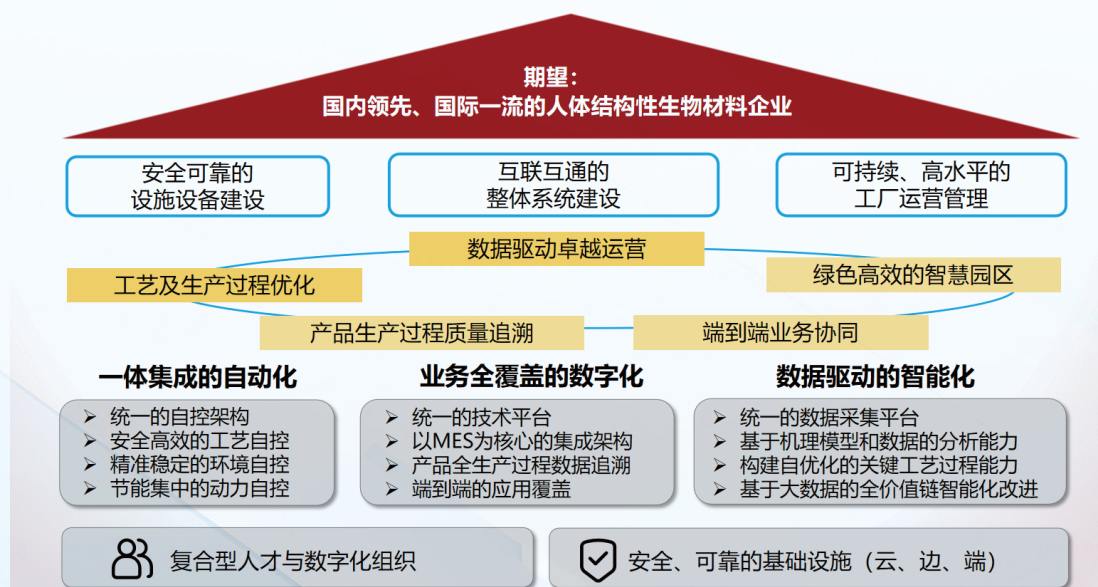 期望：
国内领先、国际一流的人体结构性生物材料企业
安全可靠的
设施设备建设
互联互通的
整体系统建设
可持续、高水平的
工厂运营管理
数据驱动卓越运营
工艺及生产过程优化
绿色高效的智慧园区
产品生产过程质量追溯
端到端业务协同
一体集成的自动化
➢ 统一的自控架构
➢ 安全高效的工艺自控
➢ 精准稳定的环境自控
➢ 节能集中的动力自控
业务全覆盖的数字化
➢ 统一的技术平台
➢ 以MES为核心的集成架构
➢ 产品全生产过程数据追溯
➢ 端到端的应用覆盖
数据驱动的智能化
➢ 统一的数据采集平台
➢ 基于机理模型和数据的分析能力
➢ 构建自优化的关键工艺过程能力
➢ 基于大数据的全价值链智能化改进
复合型人才与数字化组织
安全、可靠的基础设施（云、边、端）